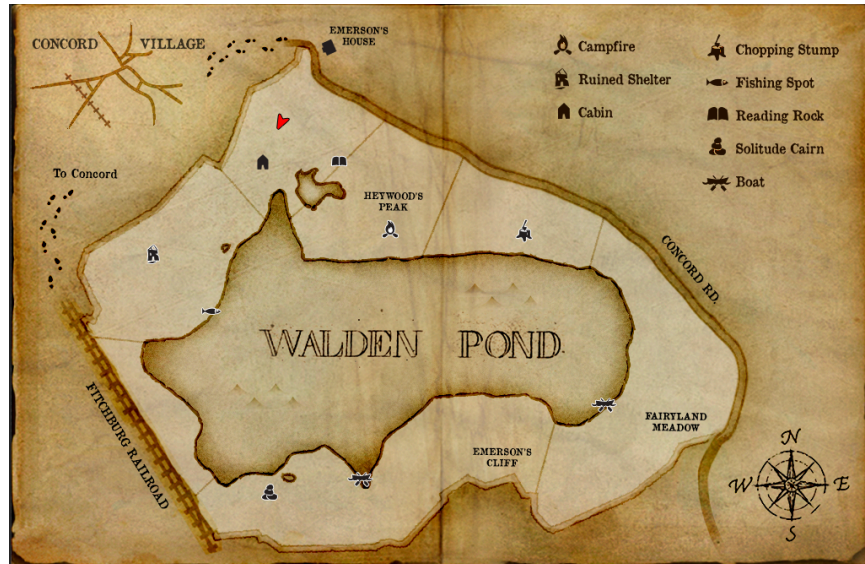 EMERSON'S
HOUSE
CONCORD VILLAGE
Campfire
Ruined Shelter
Cabin
Chopping Stump
Fishing Spot
Reading Rock
Solitude Cairn
Boat
To Concord
HEYWOOD'S
PEAK
CONCORD RD.
WALDEN POND
FITCHBURG RAILROAD
FAIRYLAND
MEADOW
EMERSON'S
CLIFF
N
W E
S